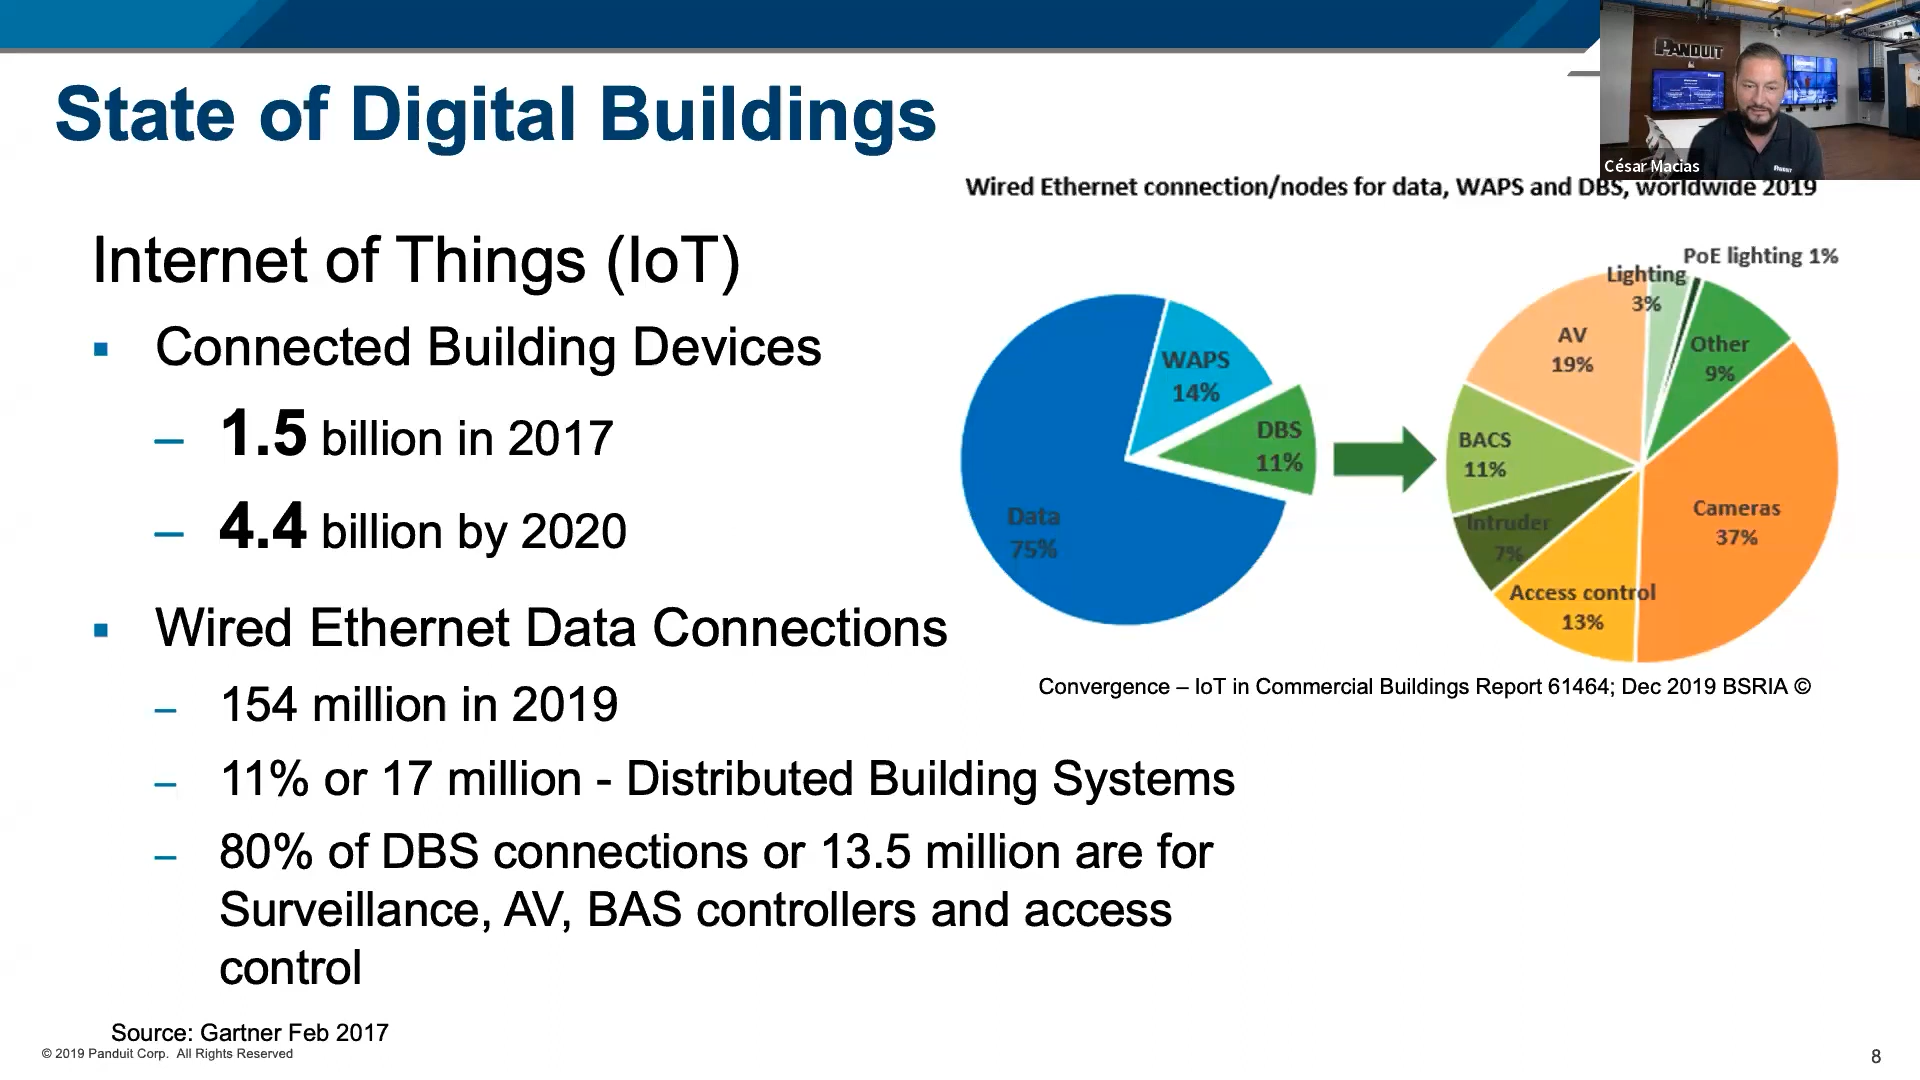 PANDUIT
César Macias
State of Digital Buildings
Wired Ethernet connection/nodes for data, WAPS and DBS, worldwide 2019
Internet of Things (IoT)
▪ Connected Building Devices
– 1.5 billion in 2017
– 4.4 billion by 2020
▪ Wired Ethernet Data Connections
– 154 million in 2019
– 11% or 17 million - Distributed Building Systems
– 80% of DBS connections or 13.5 million are for
Surveillance, AV, BAS controllers and access
control
WAPS
14%
DBS
11%
Data
75%
PoE lighting 1%
Lighting
3%
AV
19%
Other
9%
BACS
11%
Cameras
37%
Intruder
7%
Access control
13%
Convergence – IoT in Commercial Buildings Report 61464; Dec 2019 BSRIA ©
Source: Gartner Feb 2017
© 2019 Panduit Corp. All Rights Reserved
8